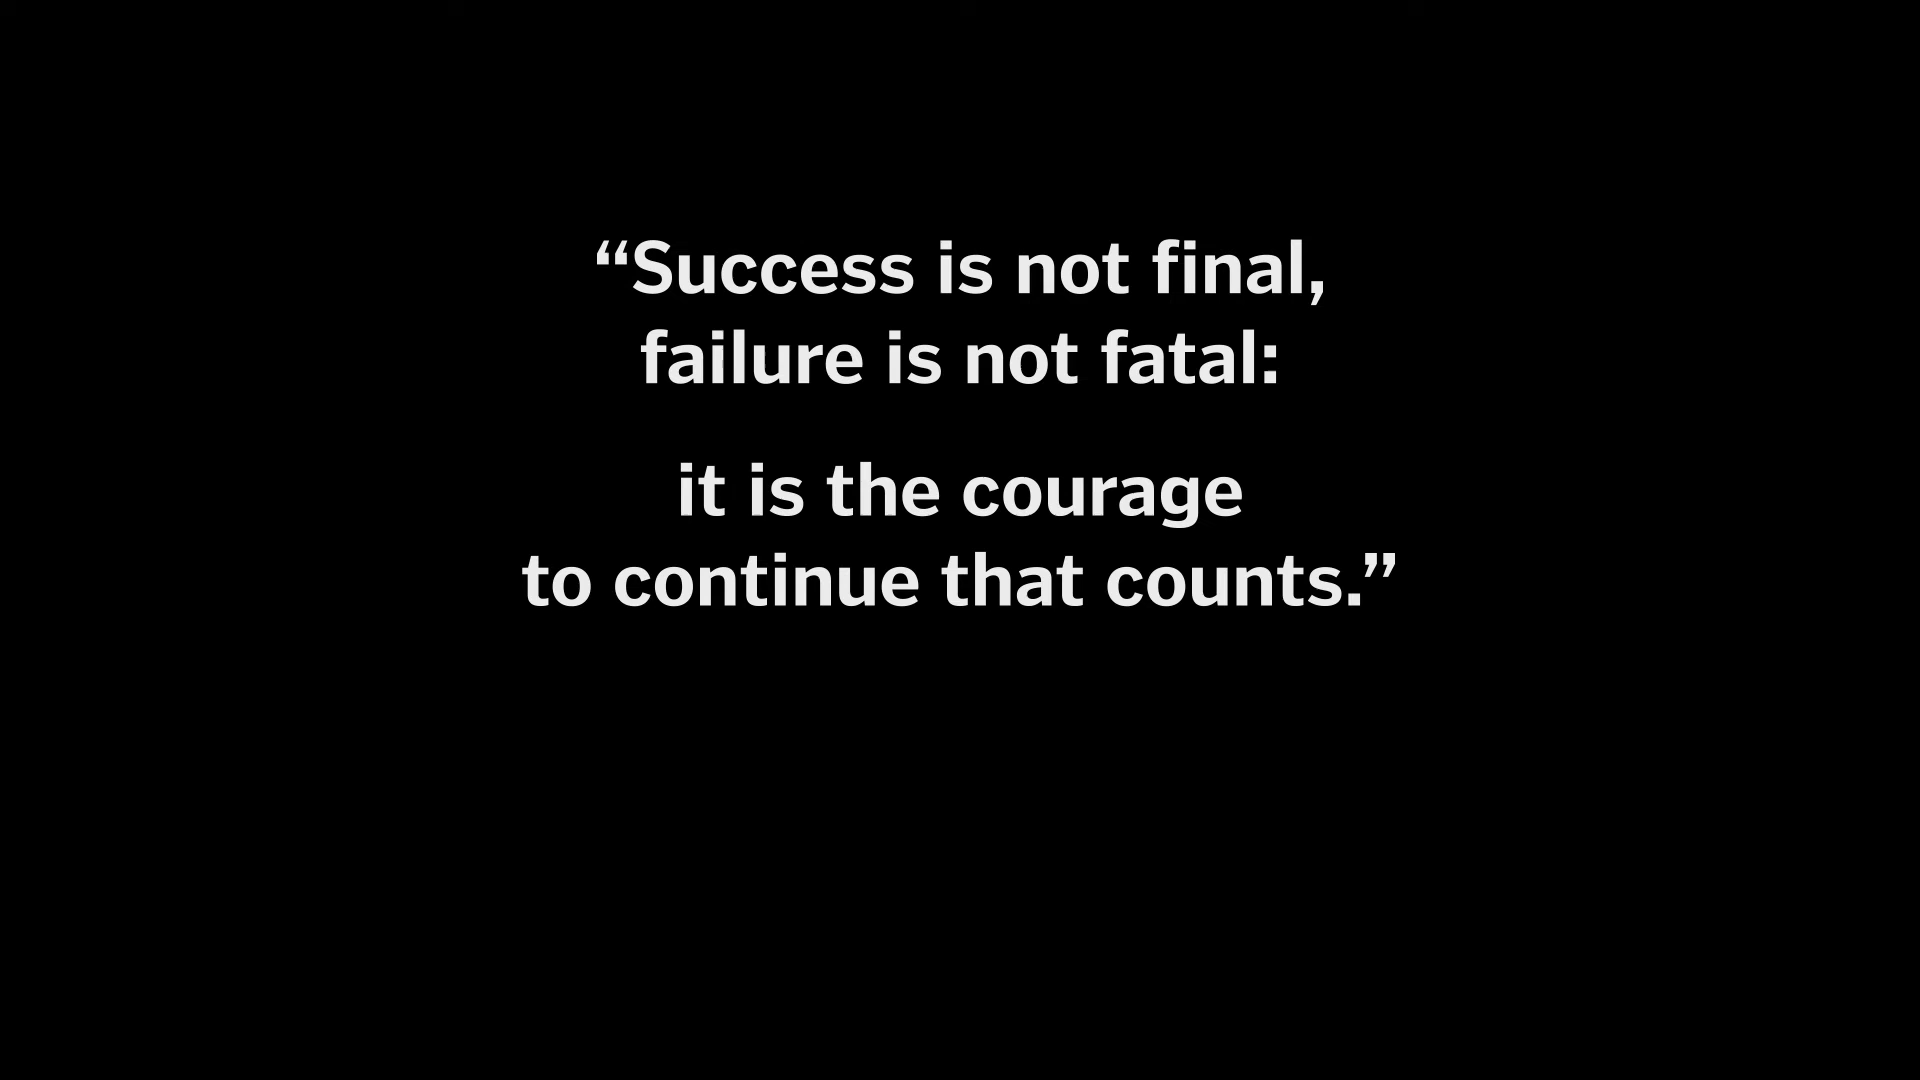 “Success is not final,
failure is not fatal:
it is the courage
to continue that counts.”